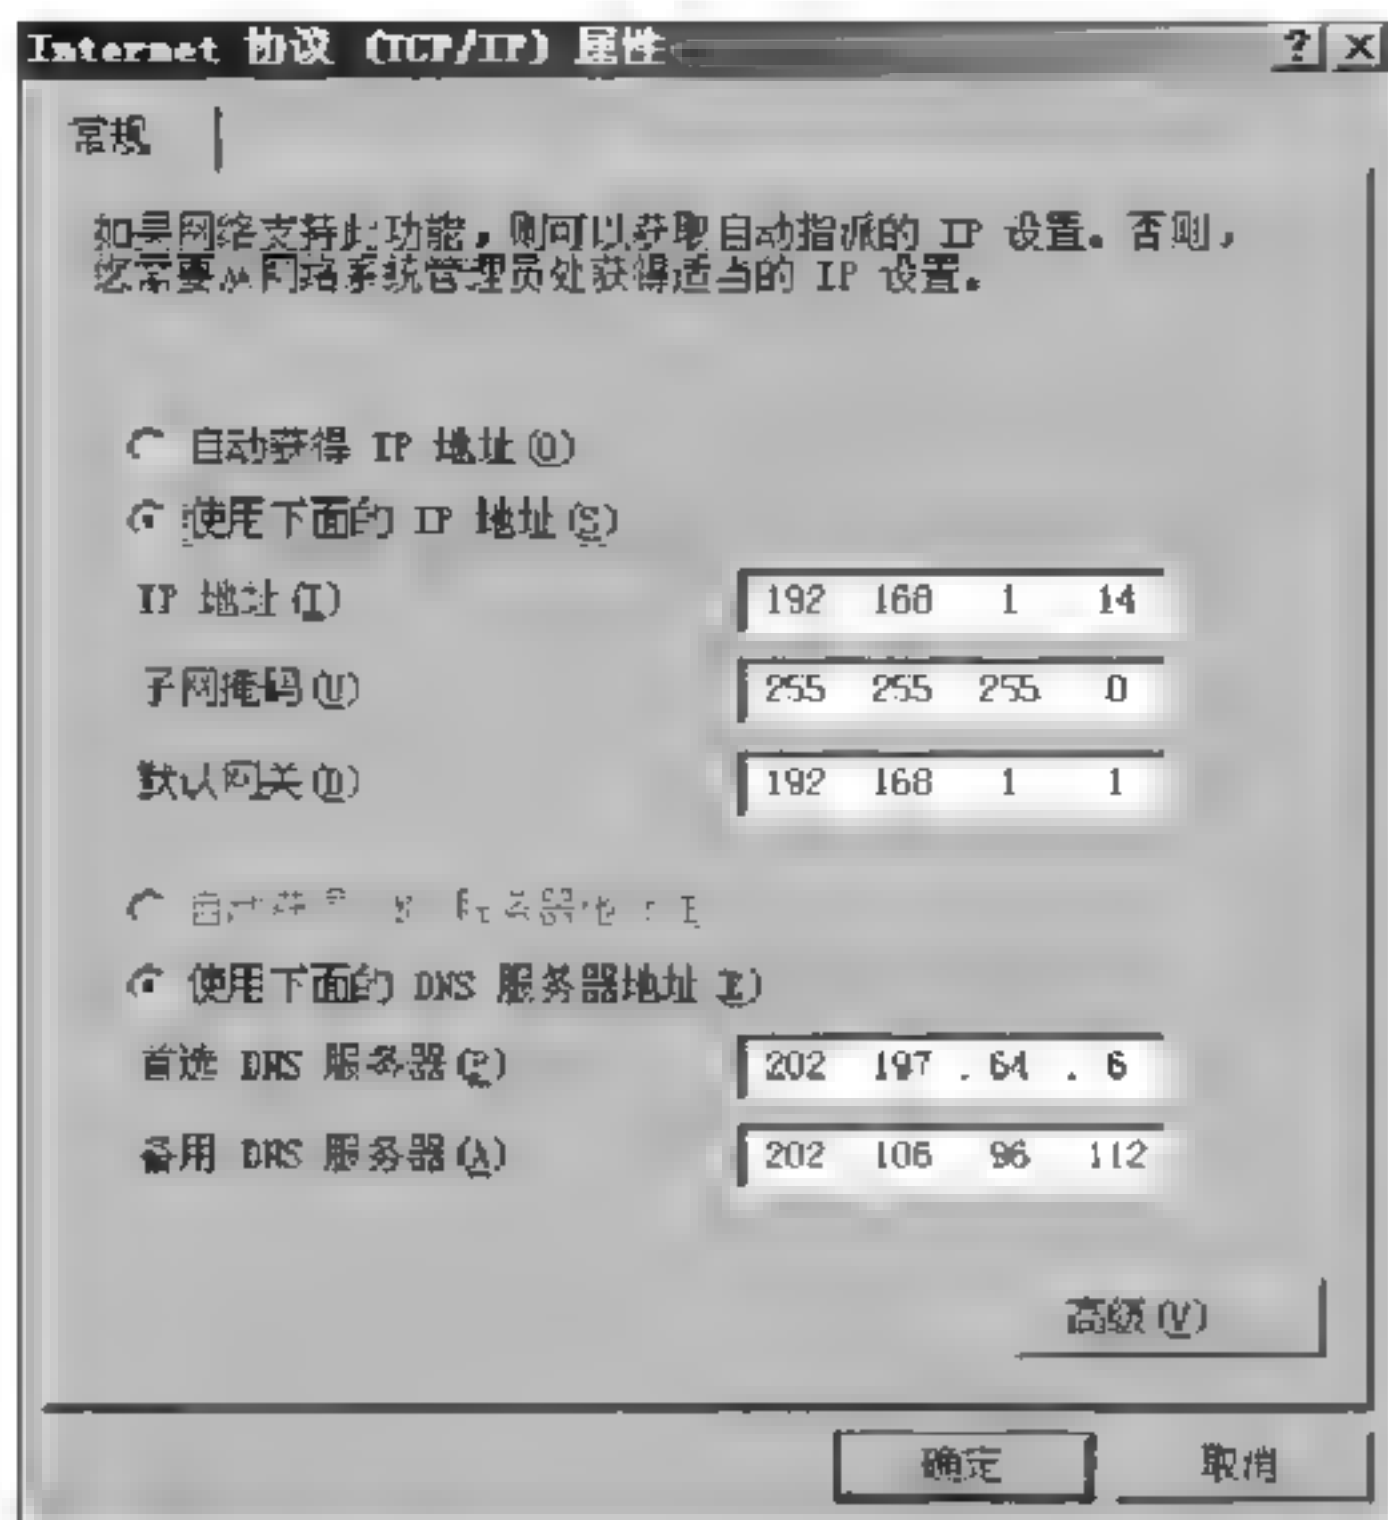 Internet 协议 (TCP/IP) 属性
常规
如果网络支持此功能，则可以获取自动指派的 IP 设置。否则，
您需要从网络系统管理员处获得适当的 IP 设置。
自动获得 IP 地址(O)
使用下面的 IP 地址(S)
IP 地址(I) 192 168 1 14
子网掩码(U) 255 255 255 0
默认网关(D) 192 168 1 1
使用下面的 DNS 服务器地址(E)
首选 DNS 服务器(P) 202 197 . 64 . 6
备用 DNS 服务器(A) 202 106 96 112
高级(V)
确定 取消